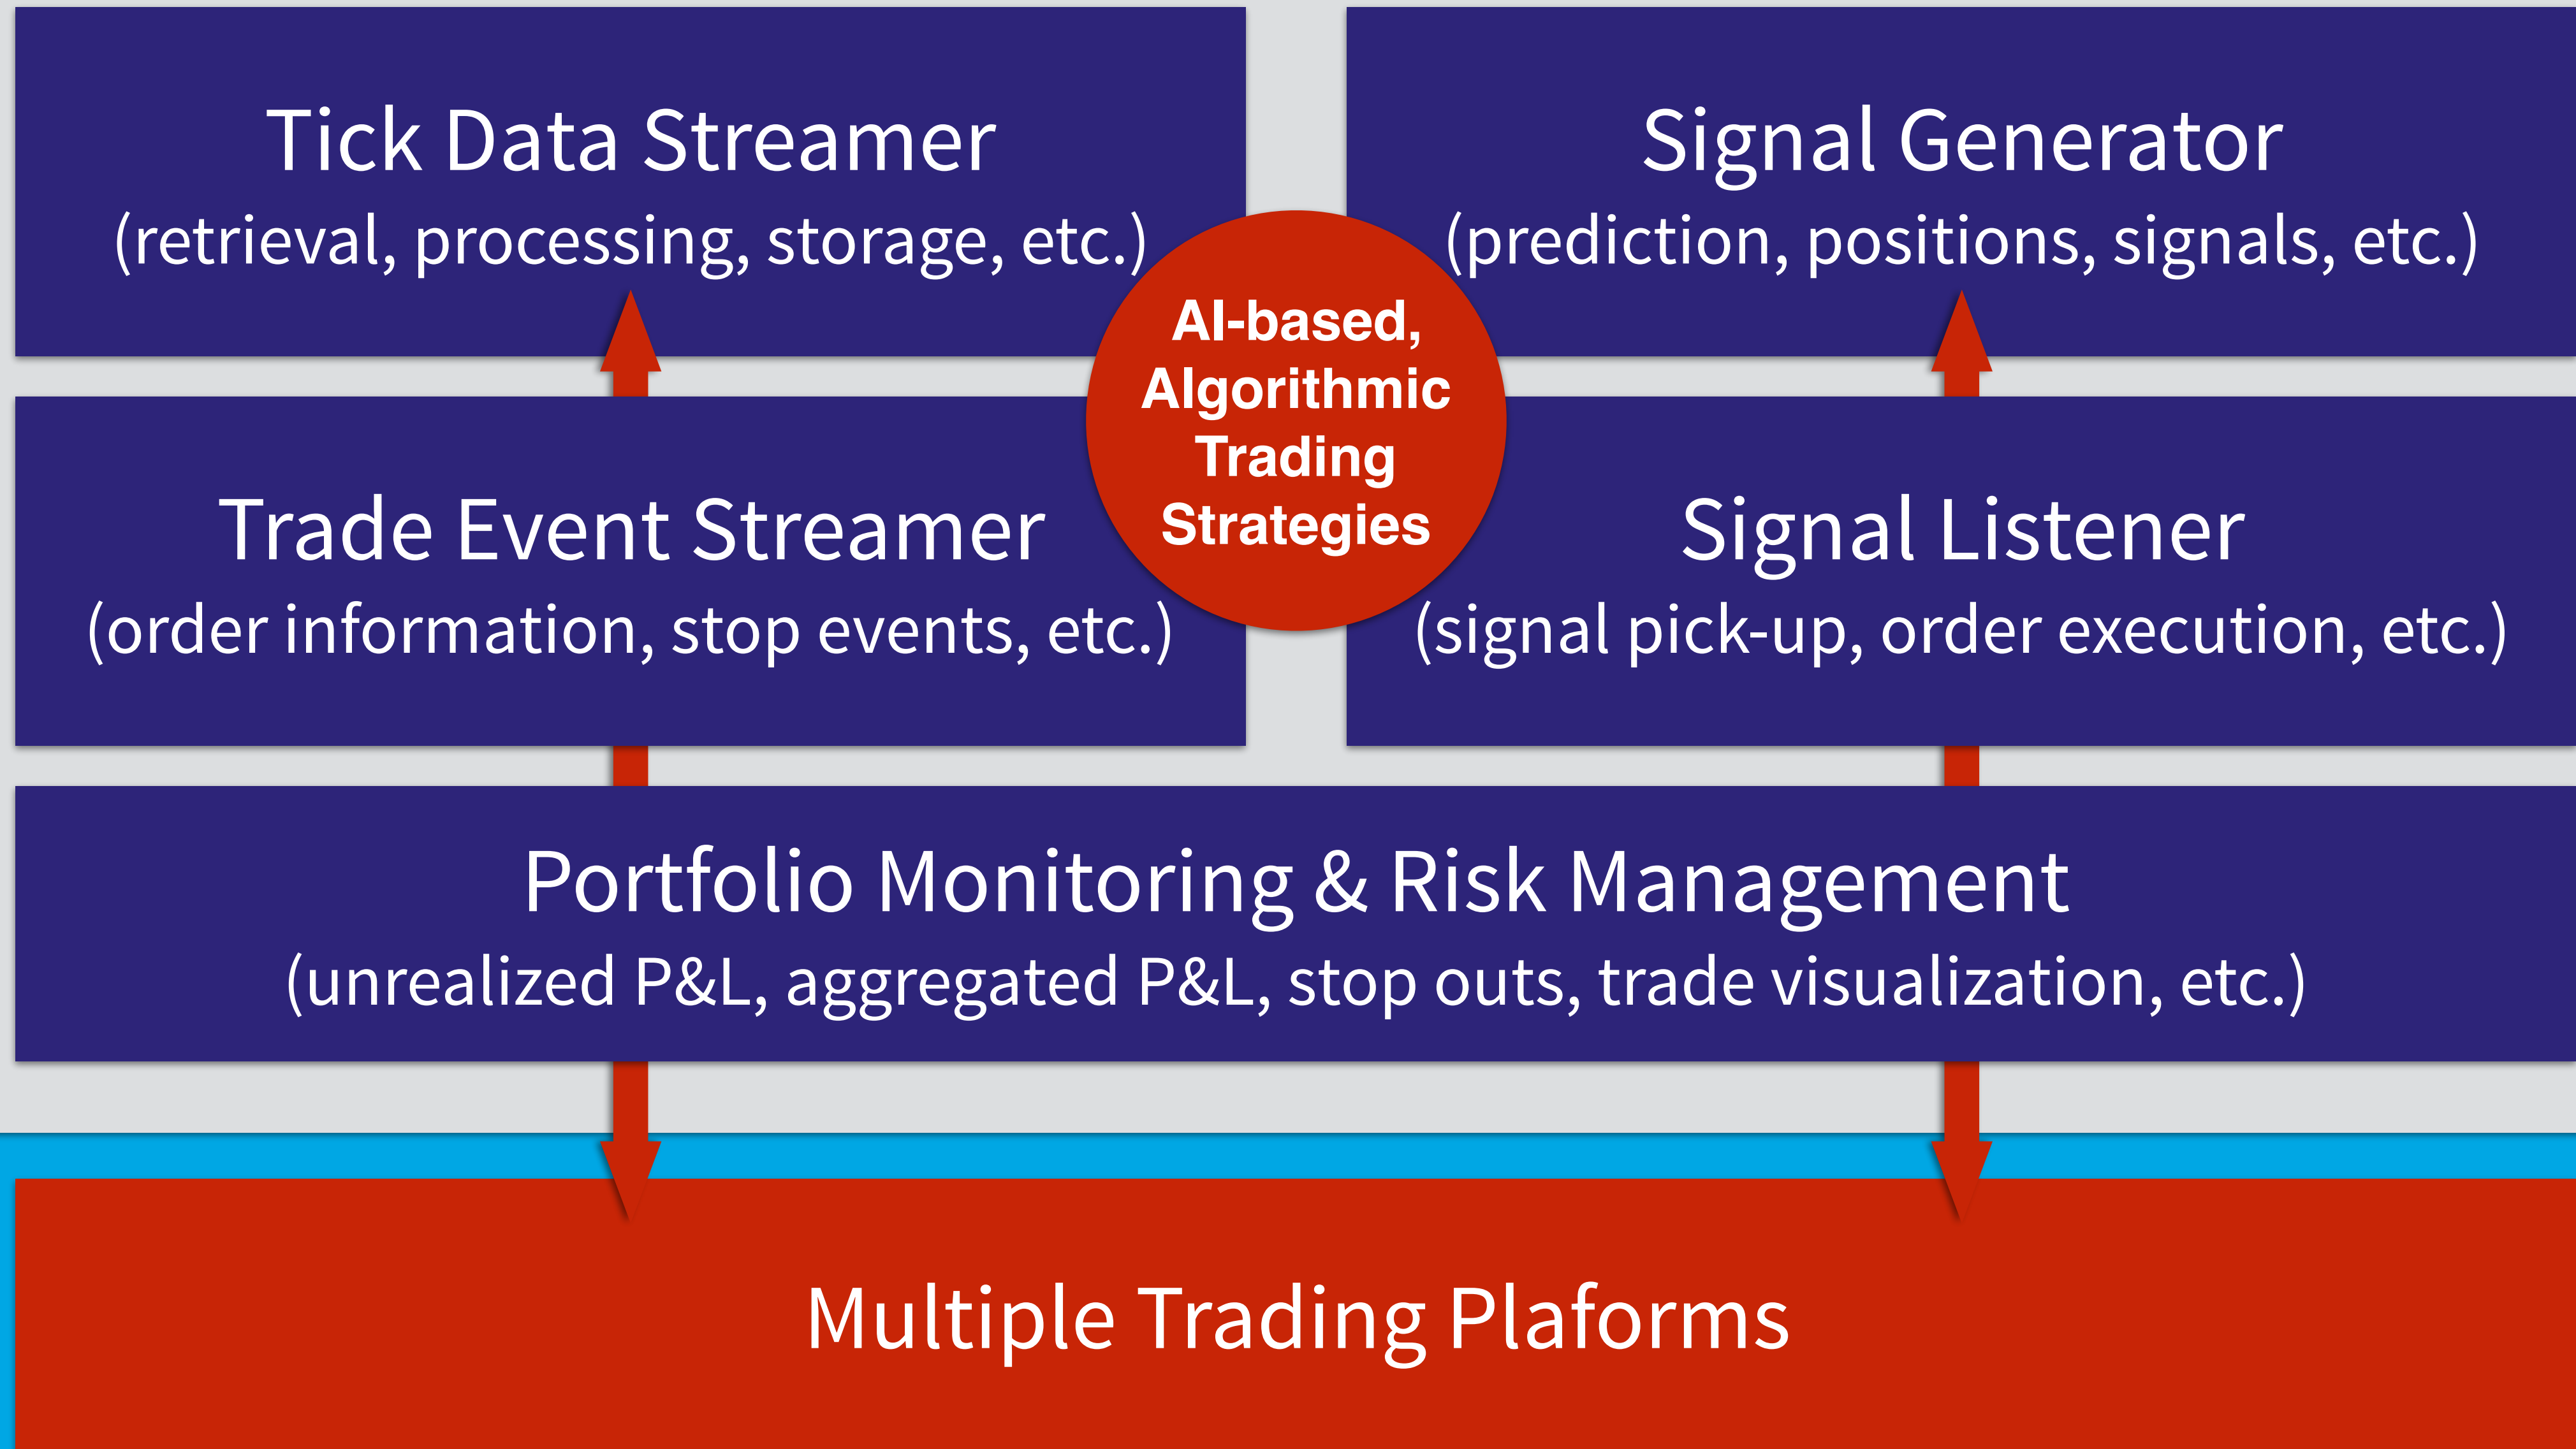 Tick Data Streamer
(retrieval, processing, storage, etc.)
Signal Generator
(prediction, positions, signals, etc.)
AI-based,
Algorithmic
Trading
Strategies
Trade Event Streamer
(order information, stop events, etc.)
Signal Listener
(signal pick-up, order execution, etc.)
Portfolio Monitoring & Risk Management
(unrealized P&L, aggregated P&L, stop outs, trade visualization, etc.)
Multiple Trading Plaforms